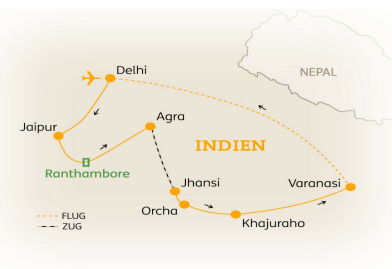 Delhi
NEPAL
Agra
Jaipur
INDIEN
Ranthambore
Jhansi
Varanasi
Orcha
Khajuraho
FLUG
ZUG